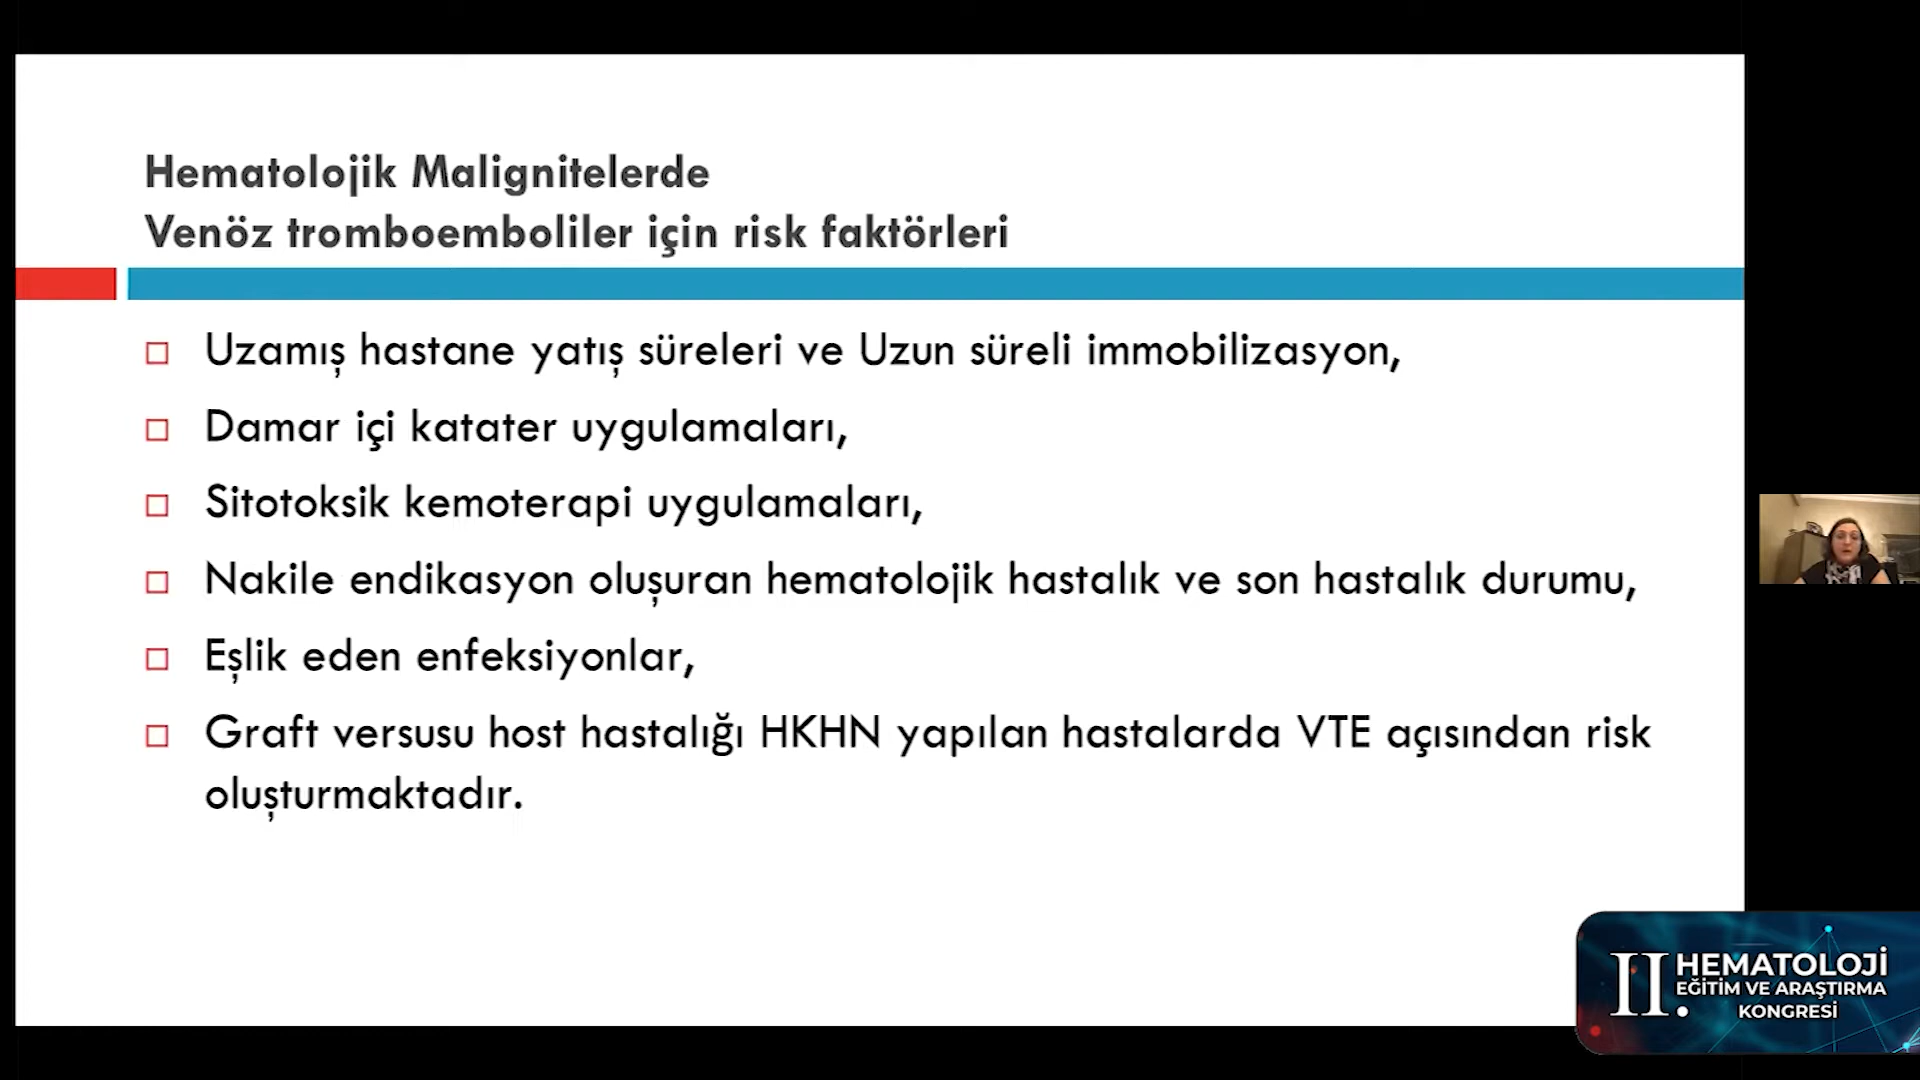 Hematolojik Malignitelerde
Venöz tromboemboliler için risk faktörleri
Uzamış hastane yatış süreleri ve Uzun süreli immobilizasyon,
Damar içi katater uygulamaları,
Sitotoksik kemoterapi uygulamaları,
Nakile endikasyon oluşuran hematolojik hastalık ve son hastalık durumu,
Eşlik eden enfeksiyonlar,
Graft versusu host hastalığı HKHN yapılan hastalarda VTE açısından risk
oluşturmaktadır.
II. HEMATOLOJİ
EĞİTİM VE ARAŞTIRMA
KONGRESİ